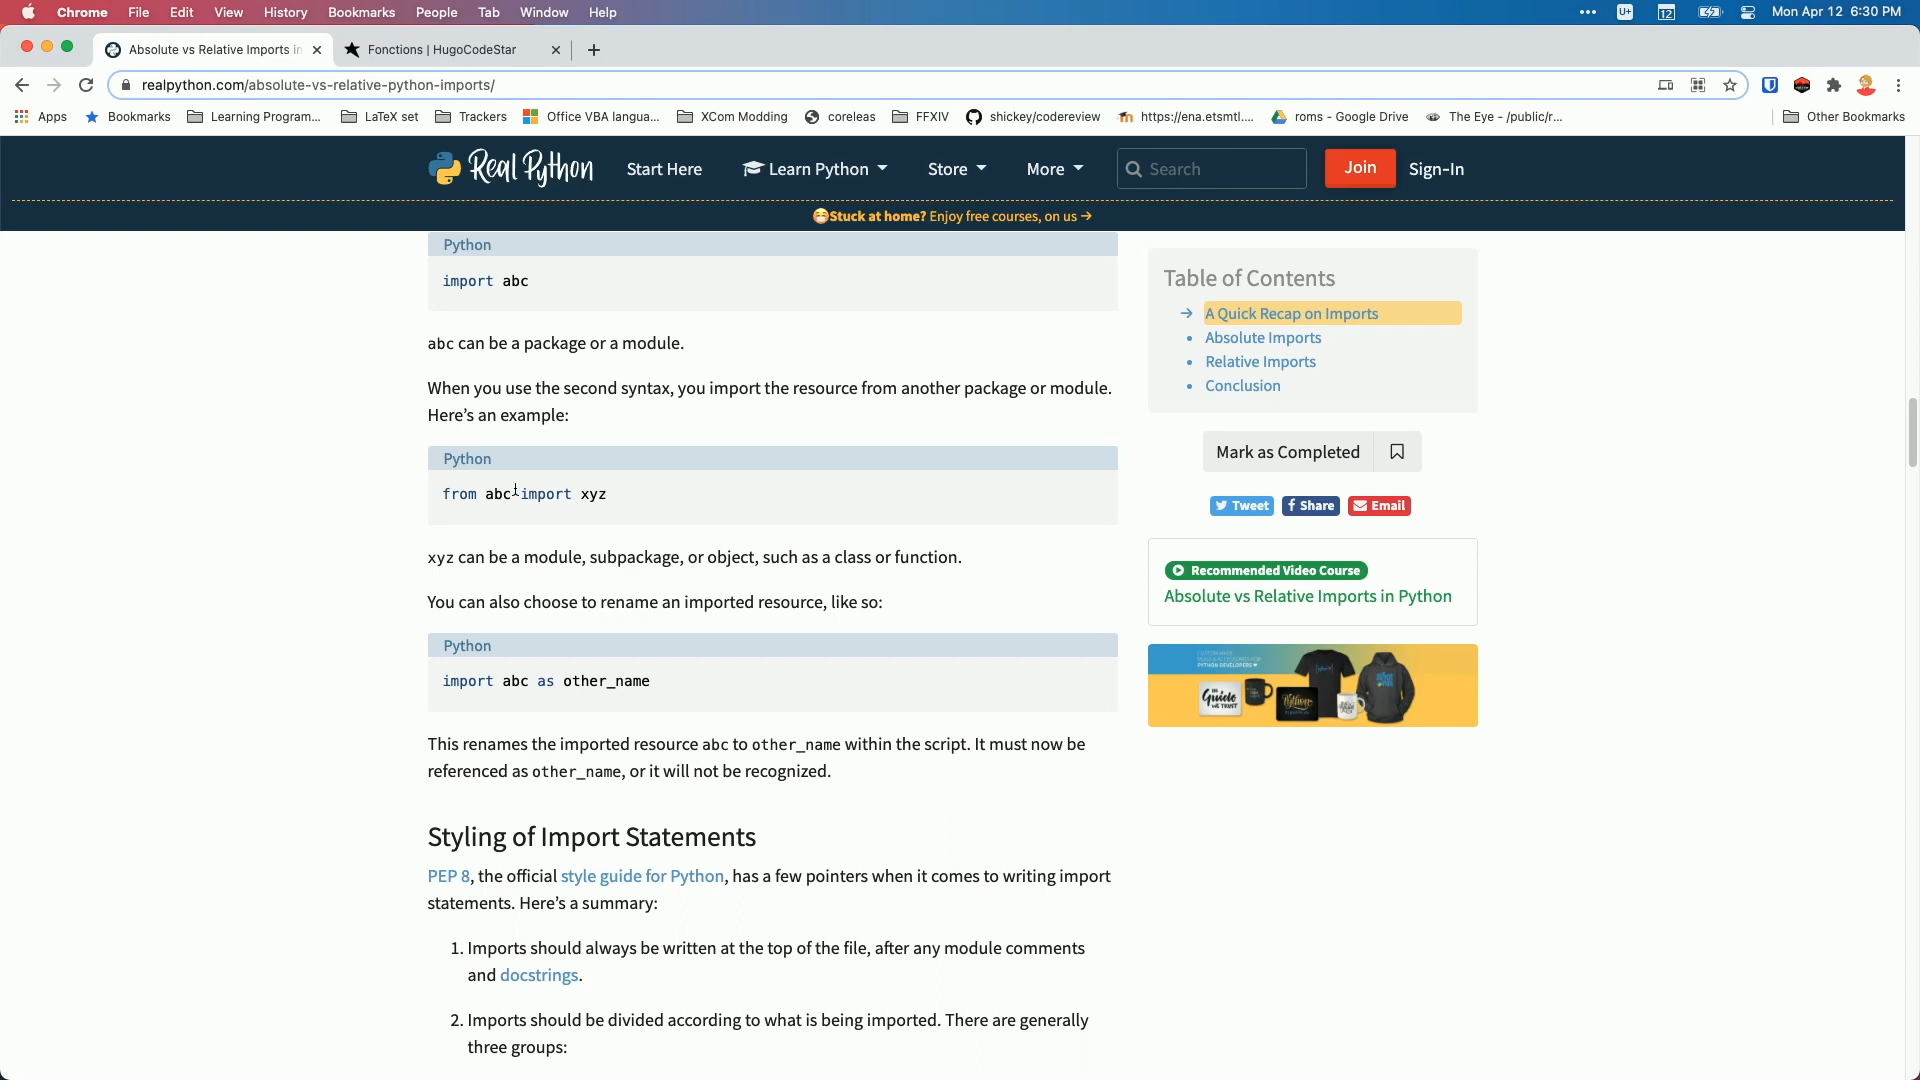 Chrome File Edit View History Bookmarks People Tab Window Help
U+ 12 Mon Apr 12 6:30 PM
Absolute vs Relative Imports in
Fonctions | HugoCodeStar
realpython.com/absolute-vs-relative-python-imports/
Apps Bookmarks Learning Program... LaTeX set Trackers Office VBA langua... XCom Modding coreleas FFXIV shickey/codereview https://ena.etsmtl.... roms - Google Drive The Eye - /public/r... Other Bookmarks
Real Python Start Here Learn Python Store More Search Join Sign-In
Stuck at home? Enjoy free courses, on us →
Python
import abc
abc can be a package or a module.
When you use the second syntax, you import the resource from another package or module.
Here's an example:
Python
from abc import xyz
xyz can be a module, subpackage, or object, such as a class or function.
You can also choose to rename an imported resource, like so:
Python
import abc as other_name
This renames the imported resource abc to other_name within the script. It must now be
referenced as other_name, or it will not be recognized.
Styling of Import Statements
PEP 8, the official style guide for Python, has a few pointers when it comes to writing import
statements. Here's a summary:
1. Imports should always be written at the top of the file, after any module comments
and docstrings.
2. Imports should be divided according to what is being imported. There are generally
three groups:
Table of Contents
→ A Quick Recap on Imports
• Absolute Imports
• Relative Imports
• Conclusion
Mark as Completed
Tweet Share Email
Recommended Video Course
Absolute vs Relative Imports in Python
PYTHON DEVELOPERS
IN
Guido
WE TRUST
Python